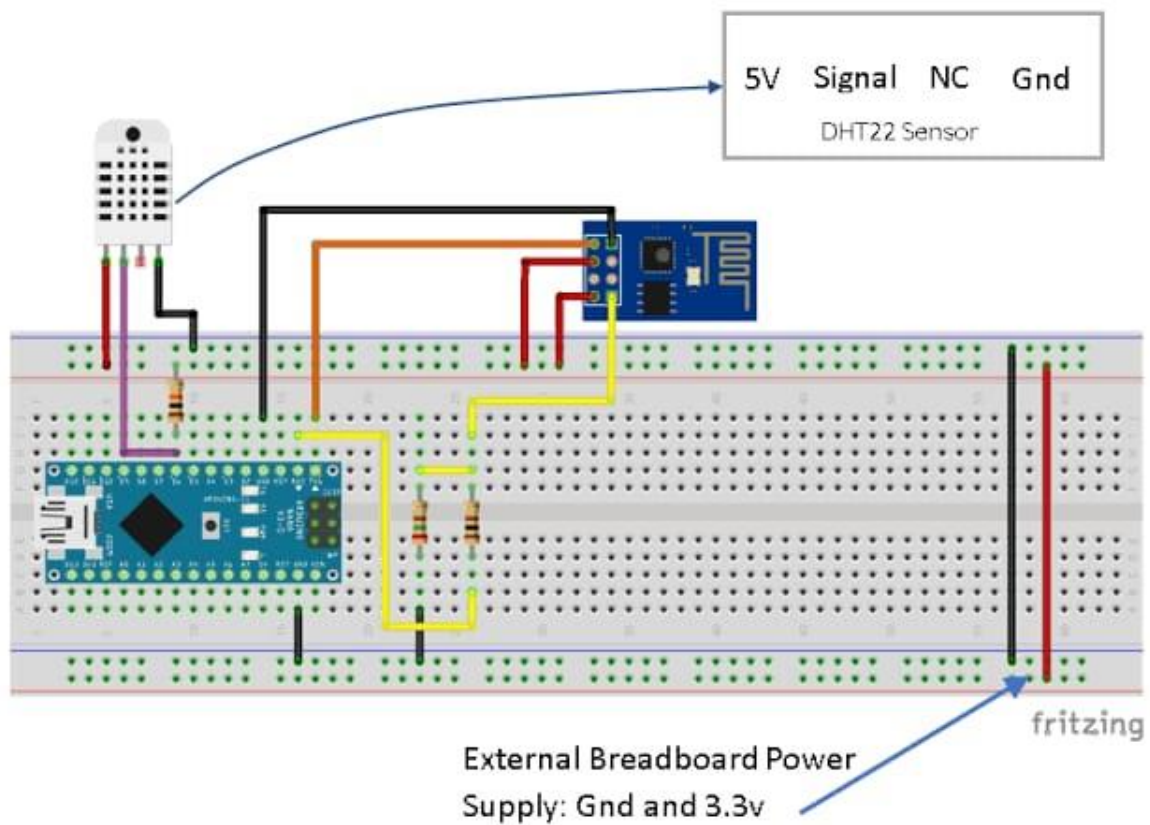 5V Signal NC Gnd
DHT22 Sensor
fritzing
External Breadboard Power
Supply: Gnd and 3.3v